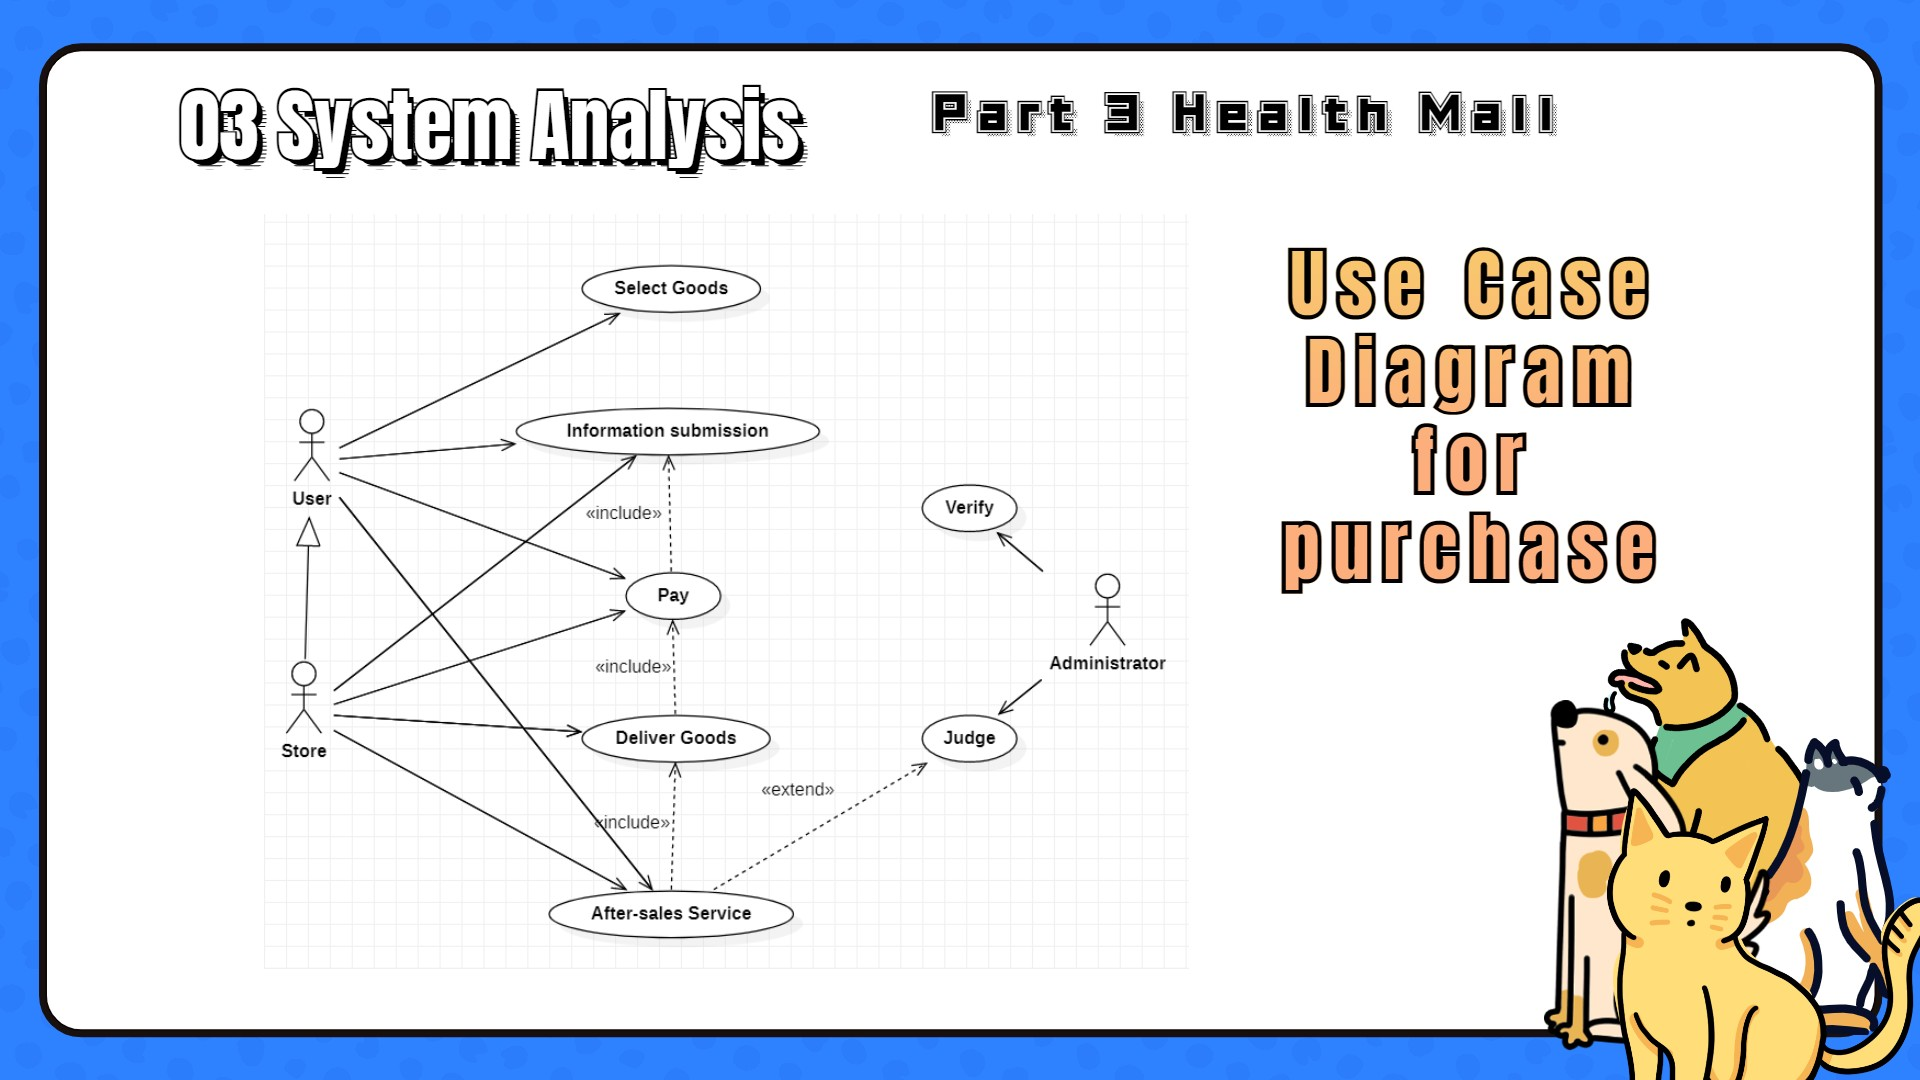 03 System Analysis
Part 3 Health Mall
Use Case
Diagram
for
purchase
Select Goods
Information submission
User
«include»
Verify
Pay
Administrator
«include»
Store
Deliver Goods
Judge
«extend»
«include»
After-sales Service